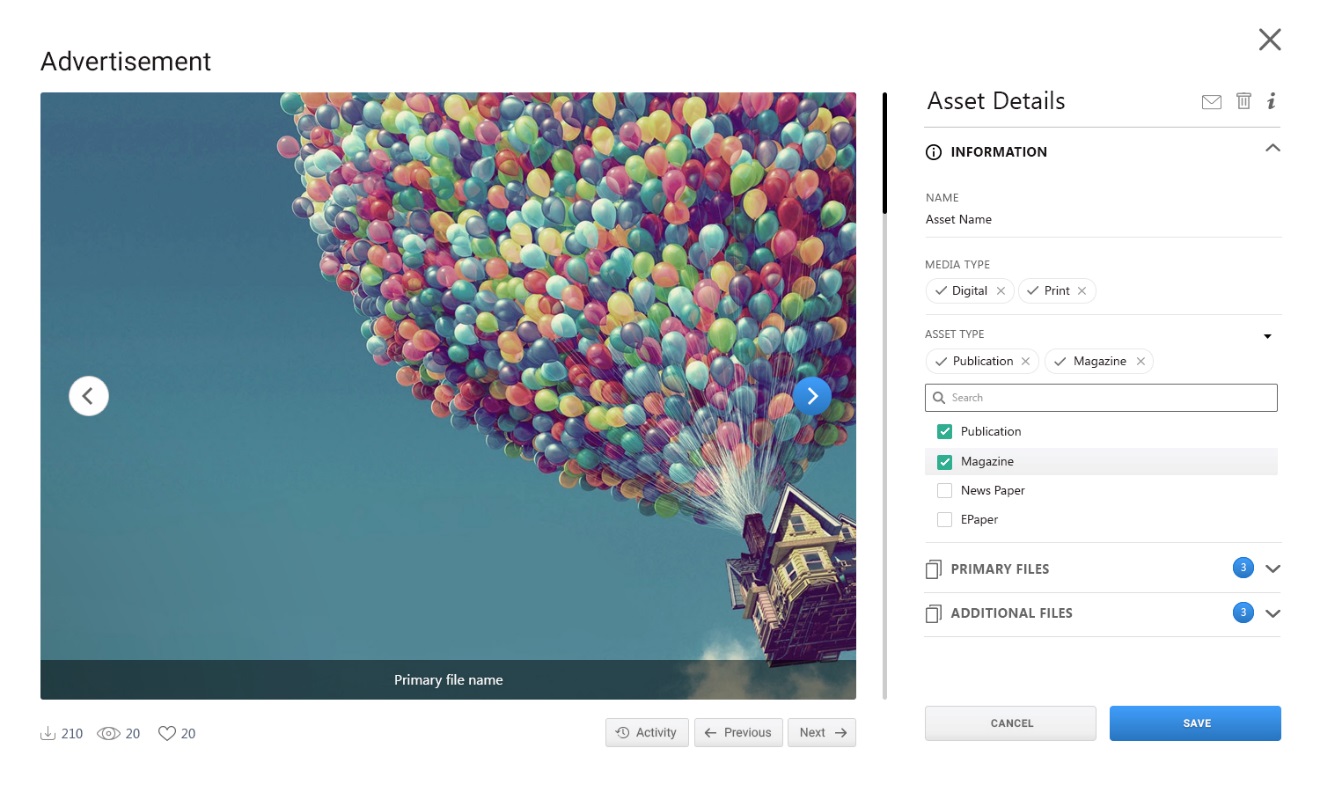 Advertisement
Primary file name
210 20 20
Activity Previous Next
Asset Details
INFORMATION
NAME
Asset Name
MEDIA TYPE
Digital Print
ASSET TYPE
Publication Magazine
Search
Publication
Magazine
News Paper
EPaper
PRIMARY FILES 3
ADDITIONAL FILES 3
CANCEL SAVE